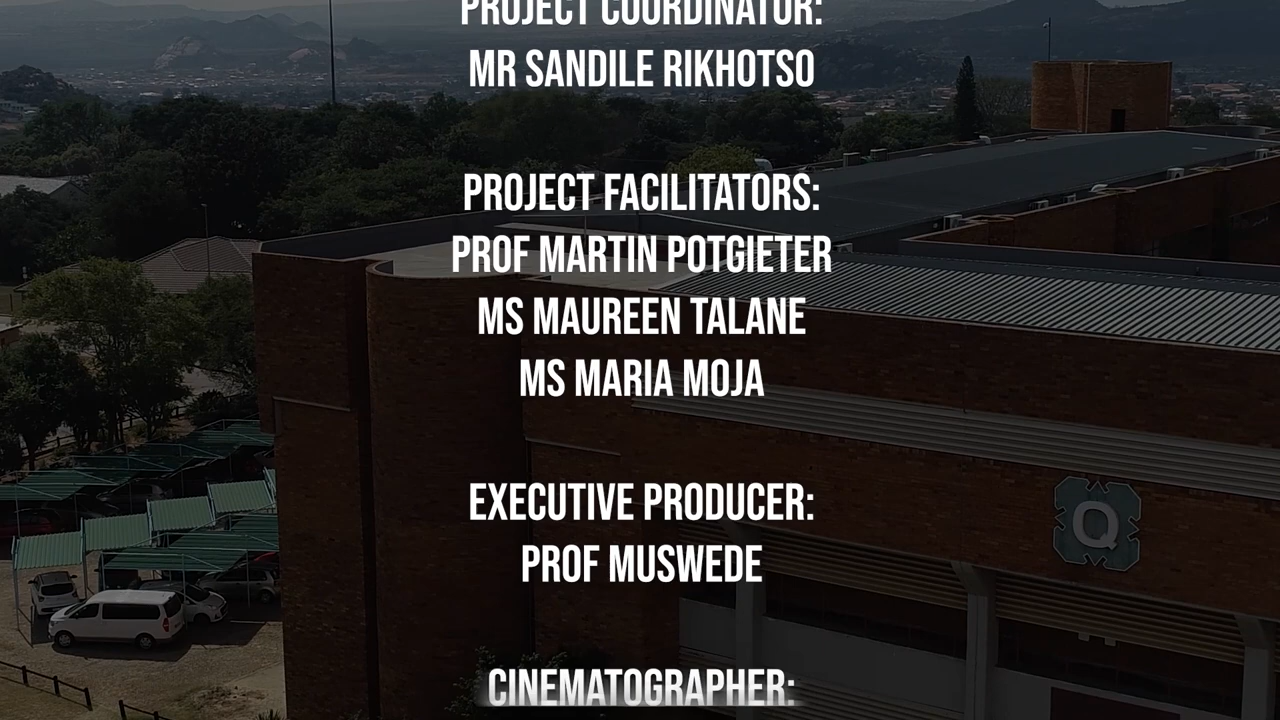 PROJECT COORDINATOR:
MR SANDILE RIKHOTSO
PROJECT FACILITATORS:
PROF MARTIN POTGIETER
MS MAUREEN TALANE
MS MARIA MOJA
EXECUTIVE PRODUCER:
PROF MUSWEDE
Q
CINEMATOGRAPHER: